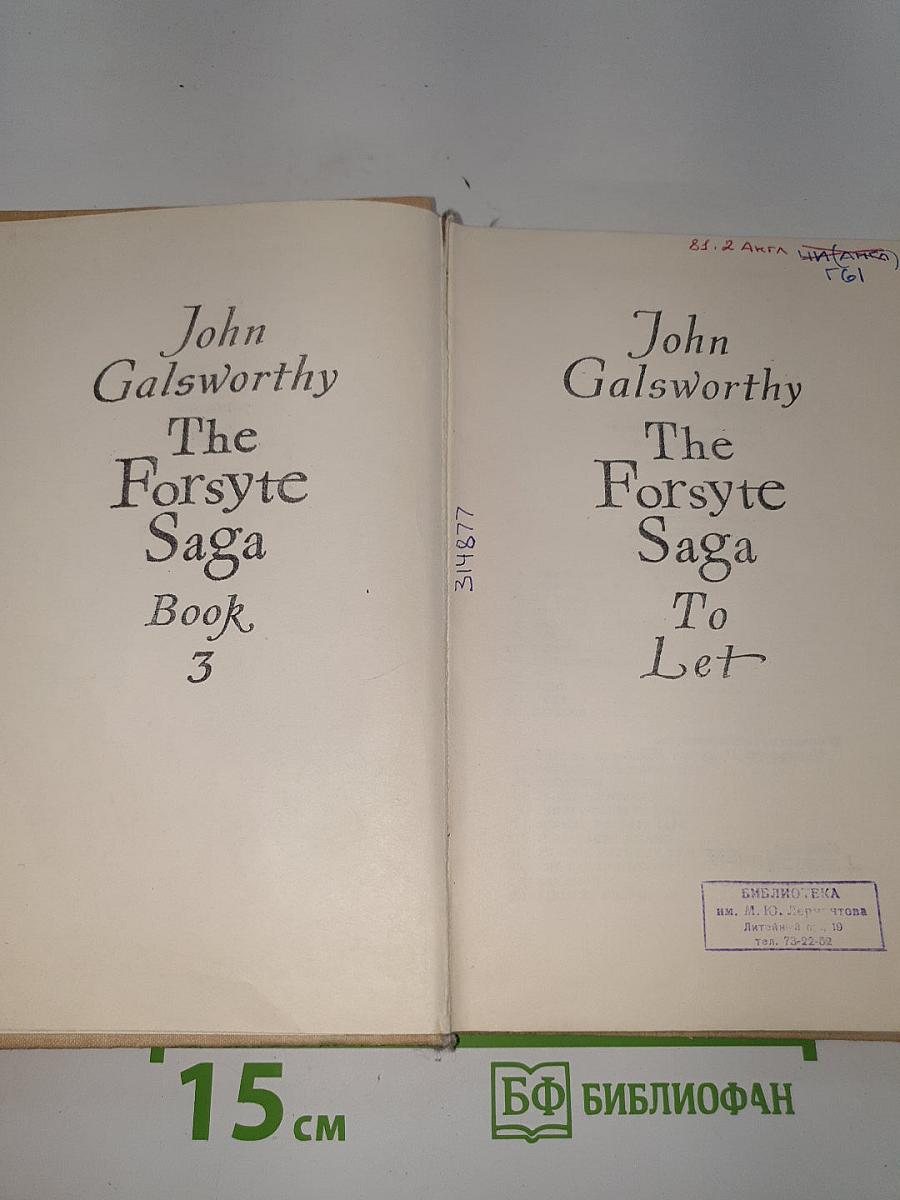 John
Galsworthy
The
Forsyte
Saga
Book
3
314877
81.2 Англ
Г61
John
Galsworthy
The
Forsyte
Saga
To
Let
БИБЛИОТЕКА
им. М. Ю.
19
тел. 73-22-52
15 см
БФ БИБЛИОФАН